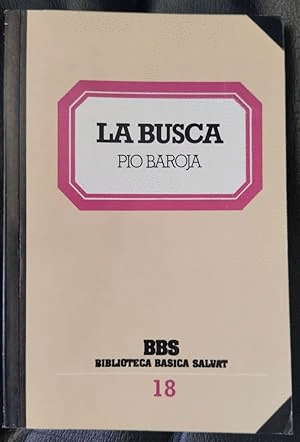 LA BUSCA
PIO BAROJA
BBS
BIBLIOTECA BASICA SALVAT
18